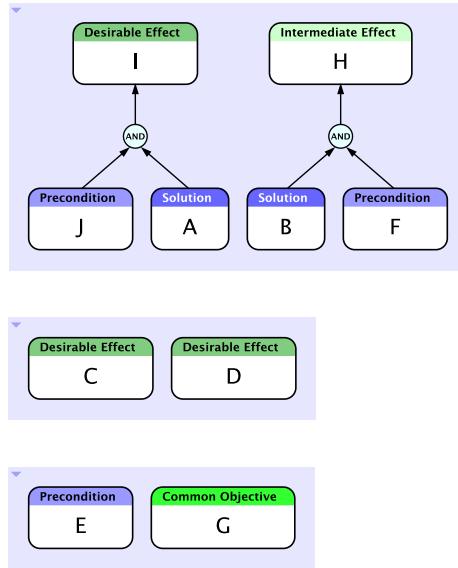 Desirable Effect
I
Intermediate Effect
H
AND
AND
Precondition
J
Solution
A
Solution
B
Precondition
F
Desirable Effect
C
Desirable Effect
D
Precondition
E
Common Objective
G